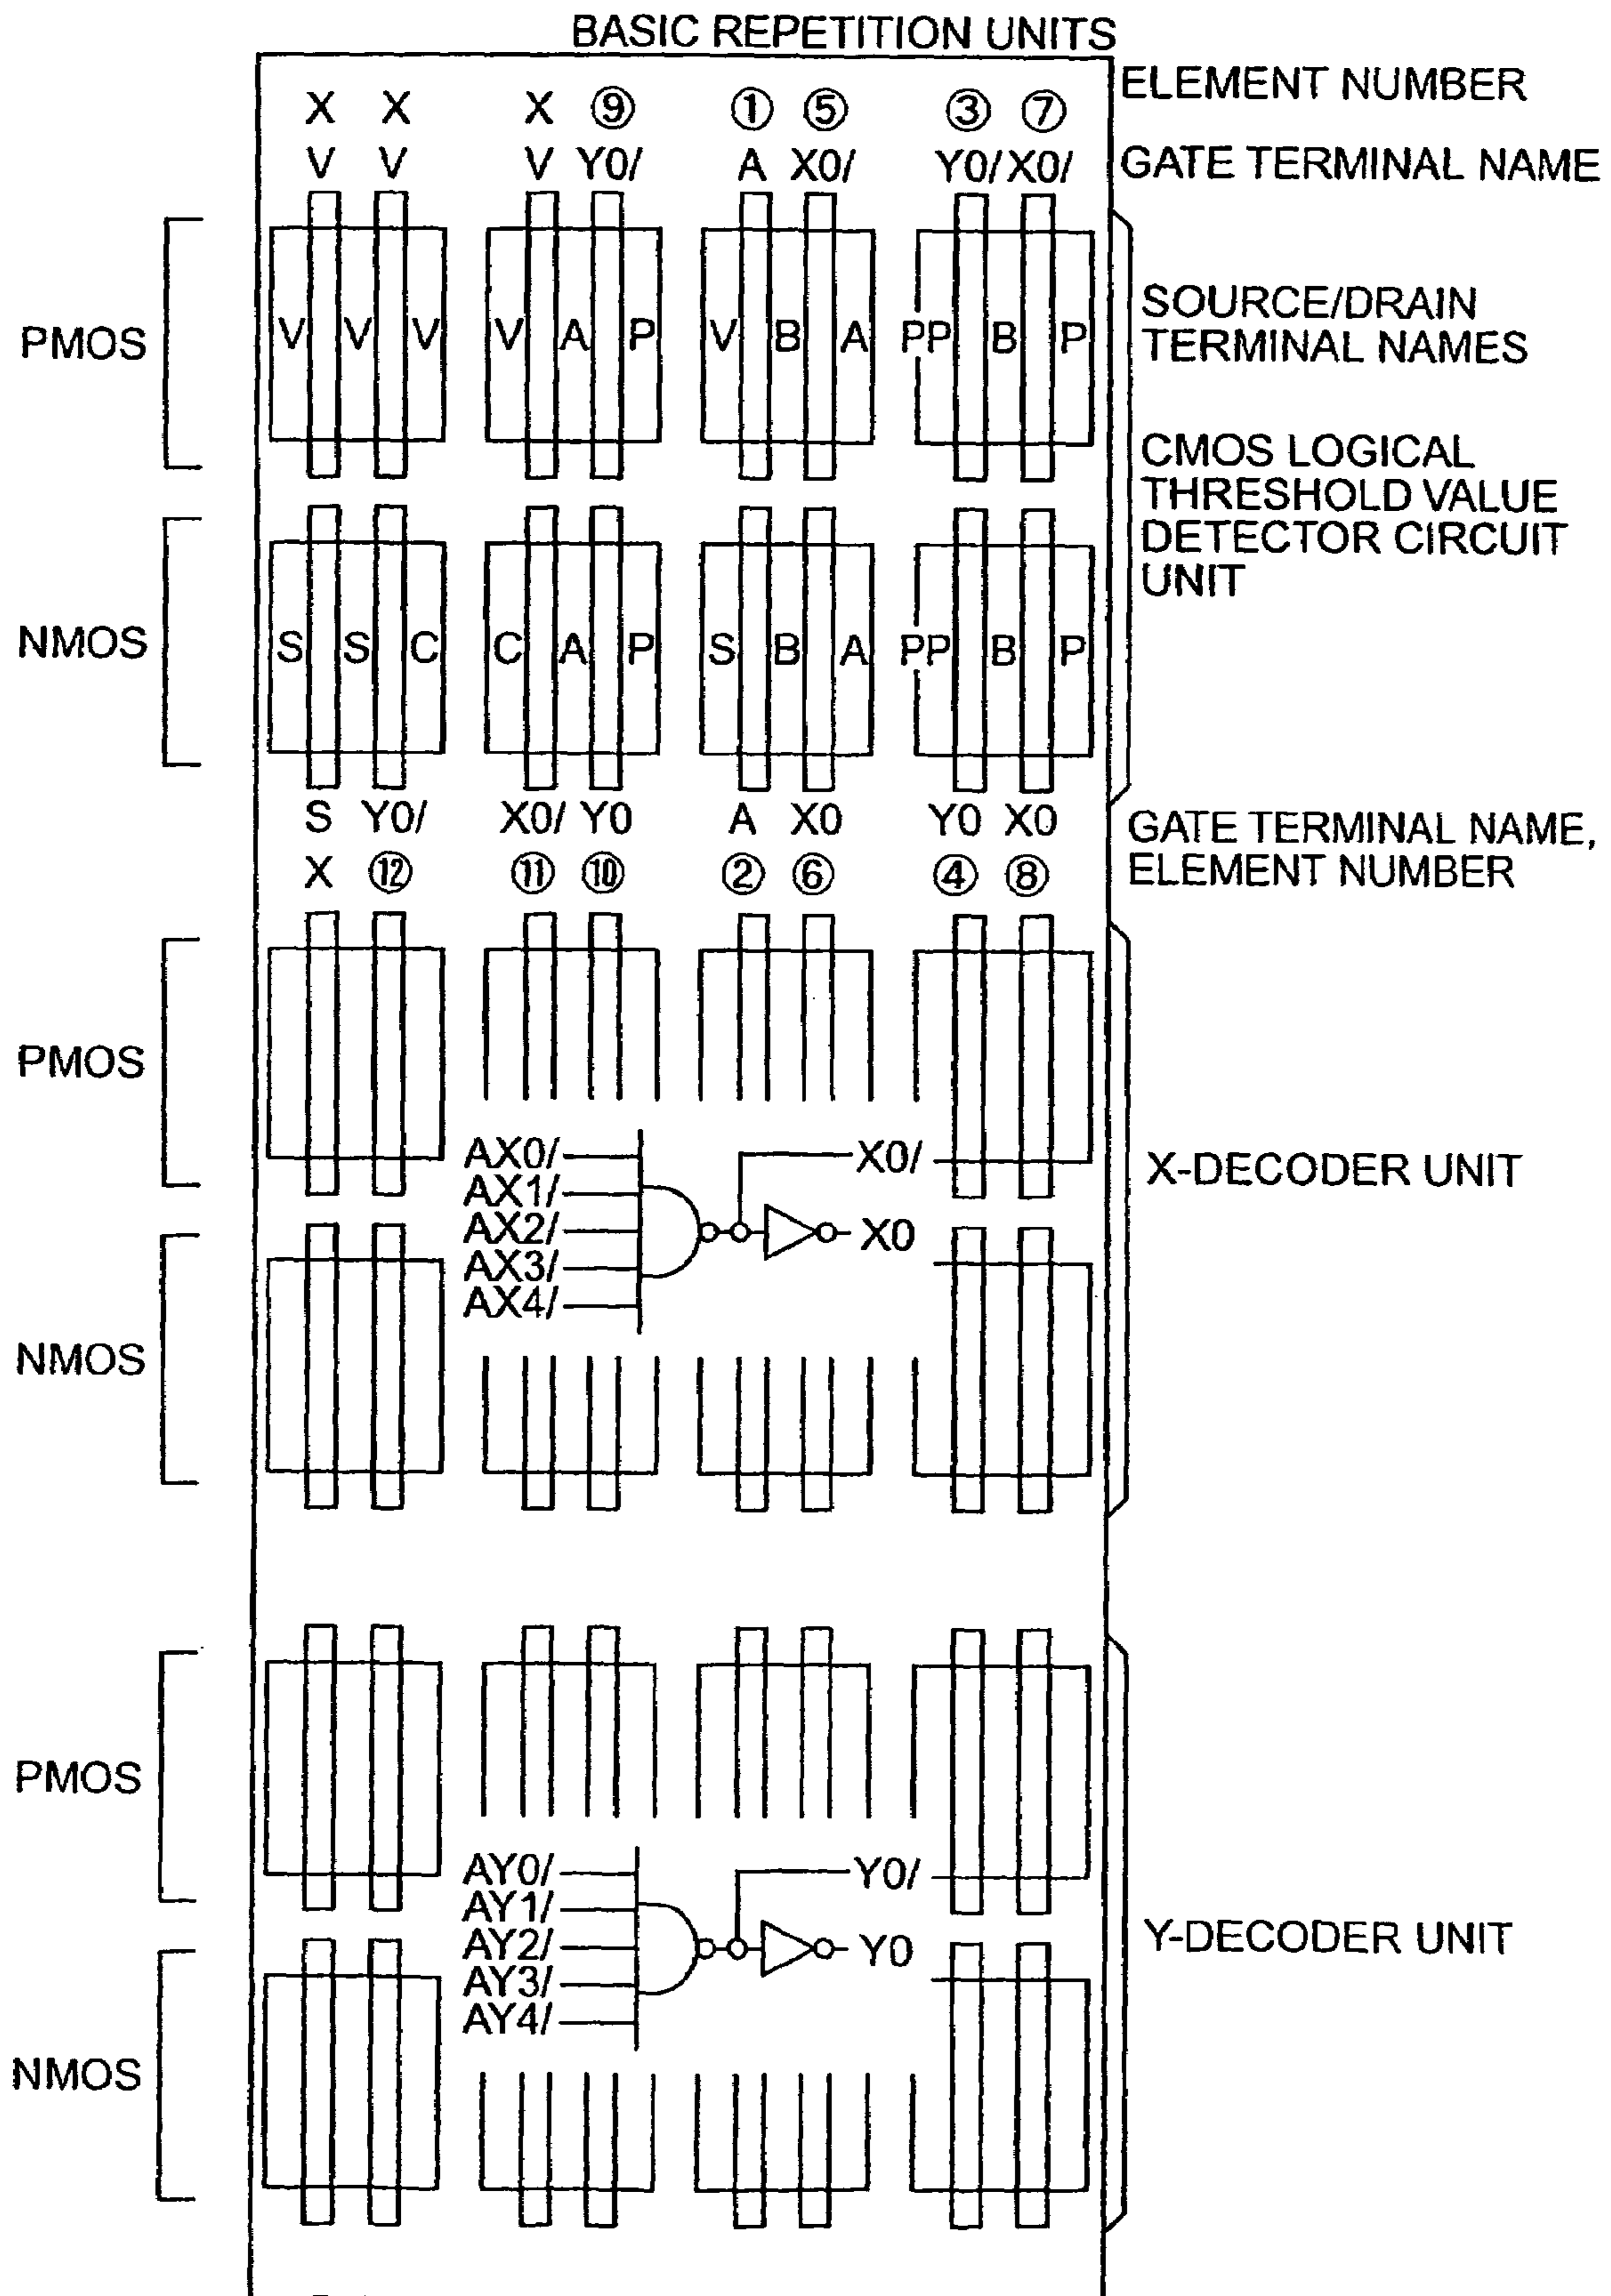 BASIC REPETITION UNITS
X X X ⑨ ① ⑤ ③ ⑦ ELEMENT NUMBER
V V V Y0/ A X0/ Y0/ X0/ GATE TERMINAL NAME
SOURCE/DRAIN
TERMINAL NAMES
PMOS V V V V A P V B A PP B P
CMOS LOGICAL
THRESHOLD VALUE
DETECTOR CIRCUIT
UNIT
NMOS S S C C A P S B A PP B P
S Y0/ X0/ Y0 A X0 Y0 X0 GATE TERMINAL NAME,
X ⑫ ⑪ ⑩ ② ⑥ ④ ⑧ ELEMENT NUMBER
PMOS
AX0/ X0/
AX1/
AX2/ X0
AX3/
AX4/
X-DECODER UNIT
NMOS
PMOS
AY0/ Y0/
AY1/
AY2/ Y0
AY3/
AY4/
Y-DECODER UNIT
NMOS